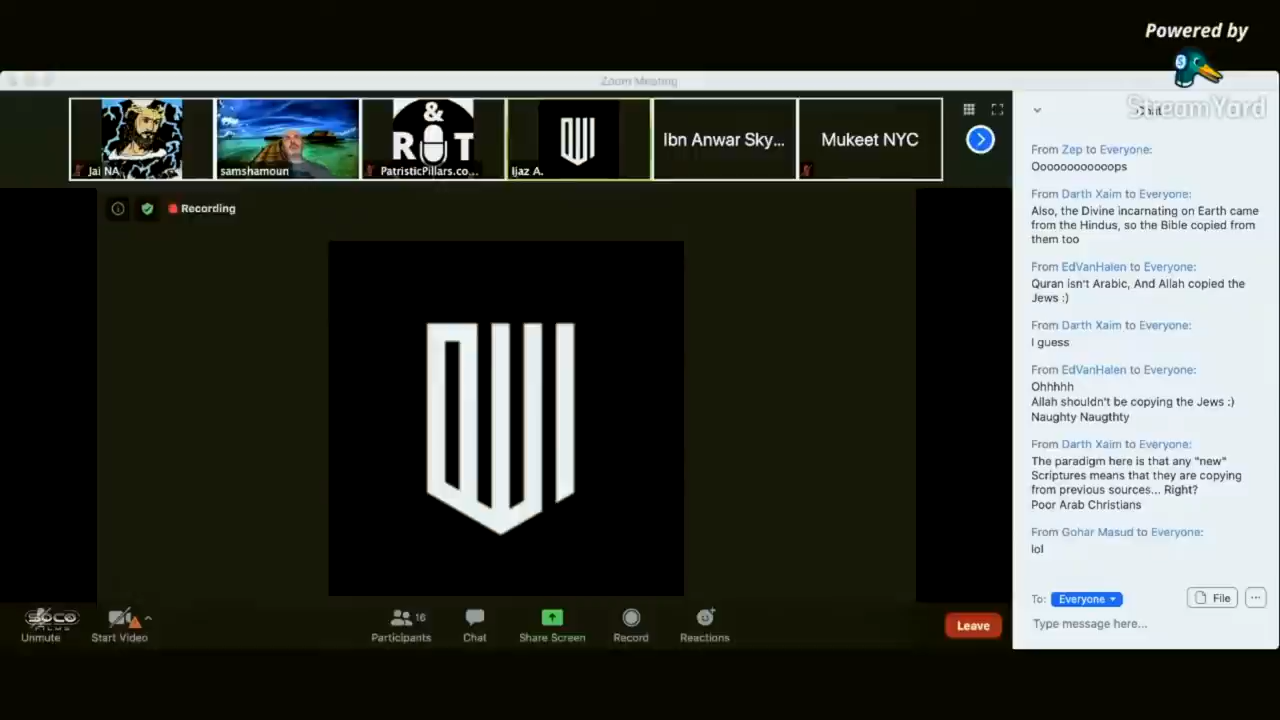 Powered by
StreamYard
Zoom Meeting
&
R T
Jai NA
samshamoun
PatristicPillars.co...
Ijaz A.
Ibn Anwar Sky...
Mukeet NYC
Recording
From Zep to Everyone:
Ooooooooooops
From Darth Xaim to Everyone:
Also, the Divine incarnating on Earth came
from the Hindus, so the Bible copied from
them too
From EdVanHalen to Everyone:
Quran isn't Arabic, And Allah copied the
Jews :)
From Darth Xaim to Everyone:
I guess
From EdVanHalen to Everyone:
Ohhhhh
Allah shouldn't be copying the Jews :)
Naughty Naugthty
From Darth Xaim to Everyone:
The paradigm here is that any "new"
Scriptures means that they are copying
from previous sources... Right?
Poor Arab Christians
From Gohar Masud to Everyone:
lol
To: Everyone
File
Type message here...
SOCO
FILMS
Unmute
Start Video
16
Participants
Chat
Share Screen
Record
Reactions
Leave